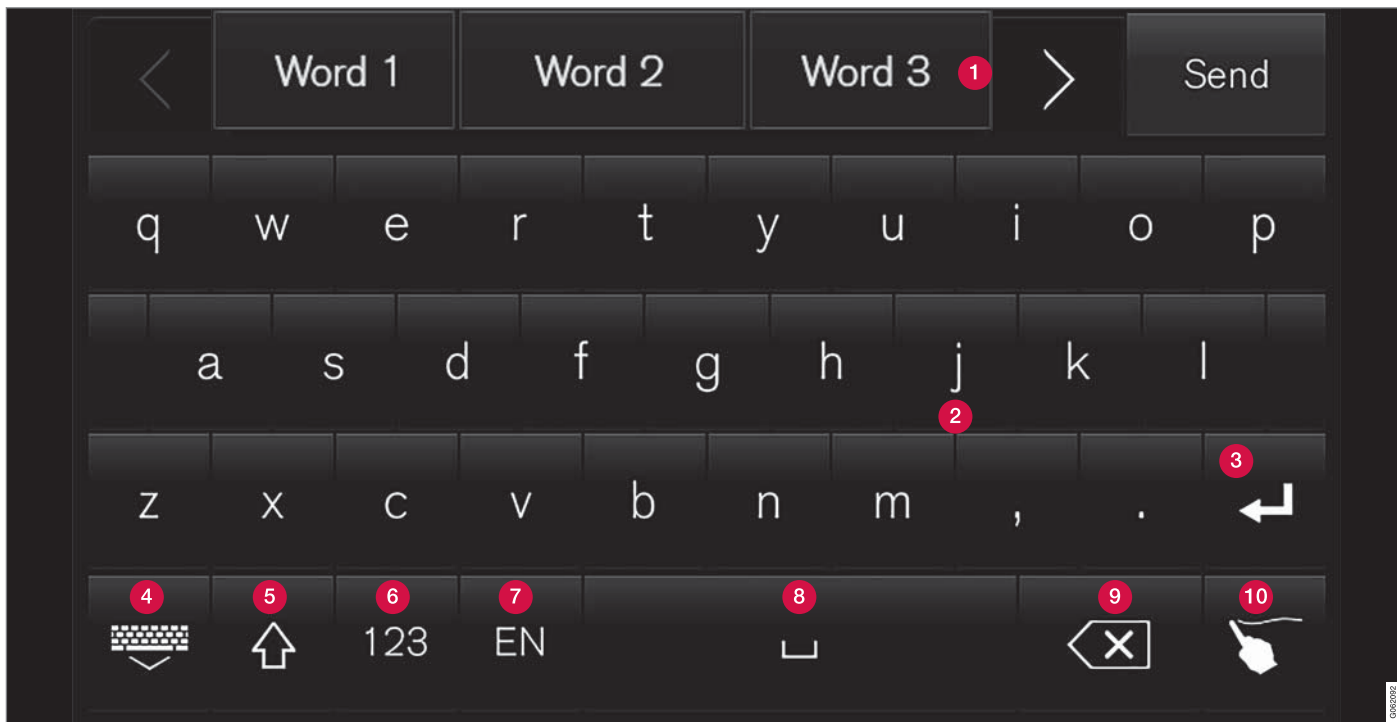 Word 1 Word 2 Word 3 1 Send
q w e r t y u i o p
a s d f g h j k l
2
3
z x c v b n m , .
4 5 6 7 8 9 10
123 EN
G062092